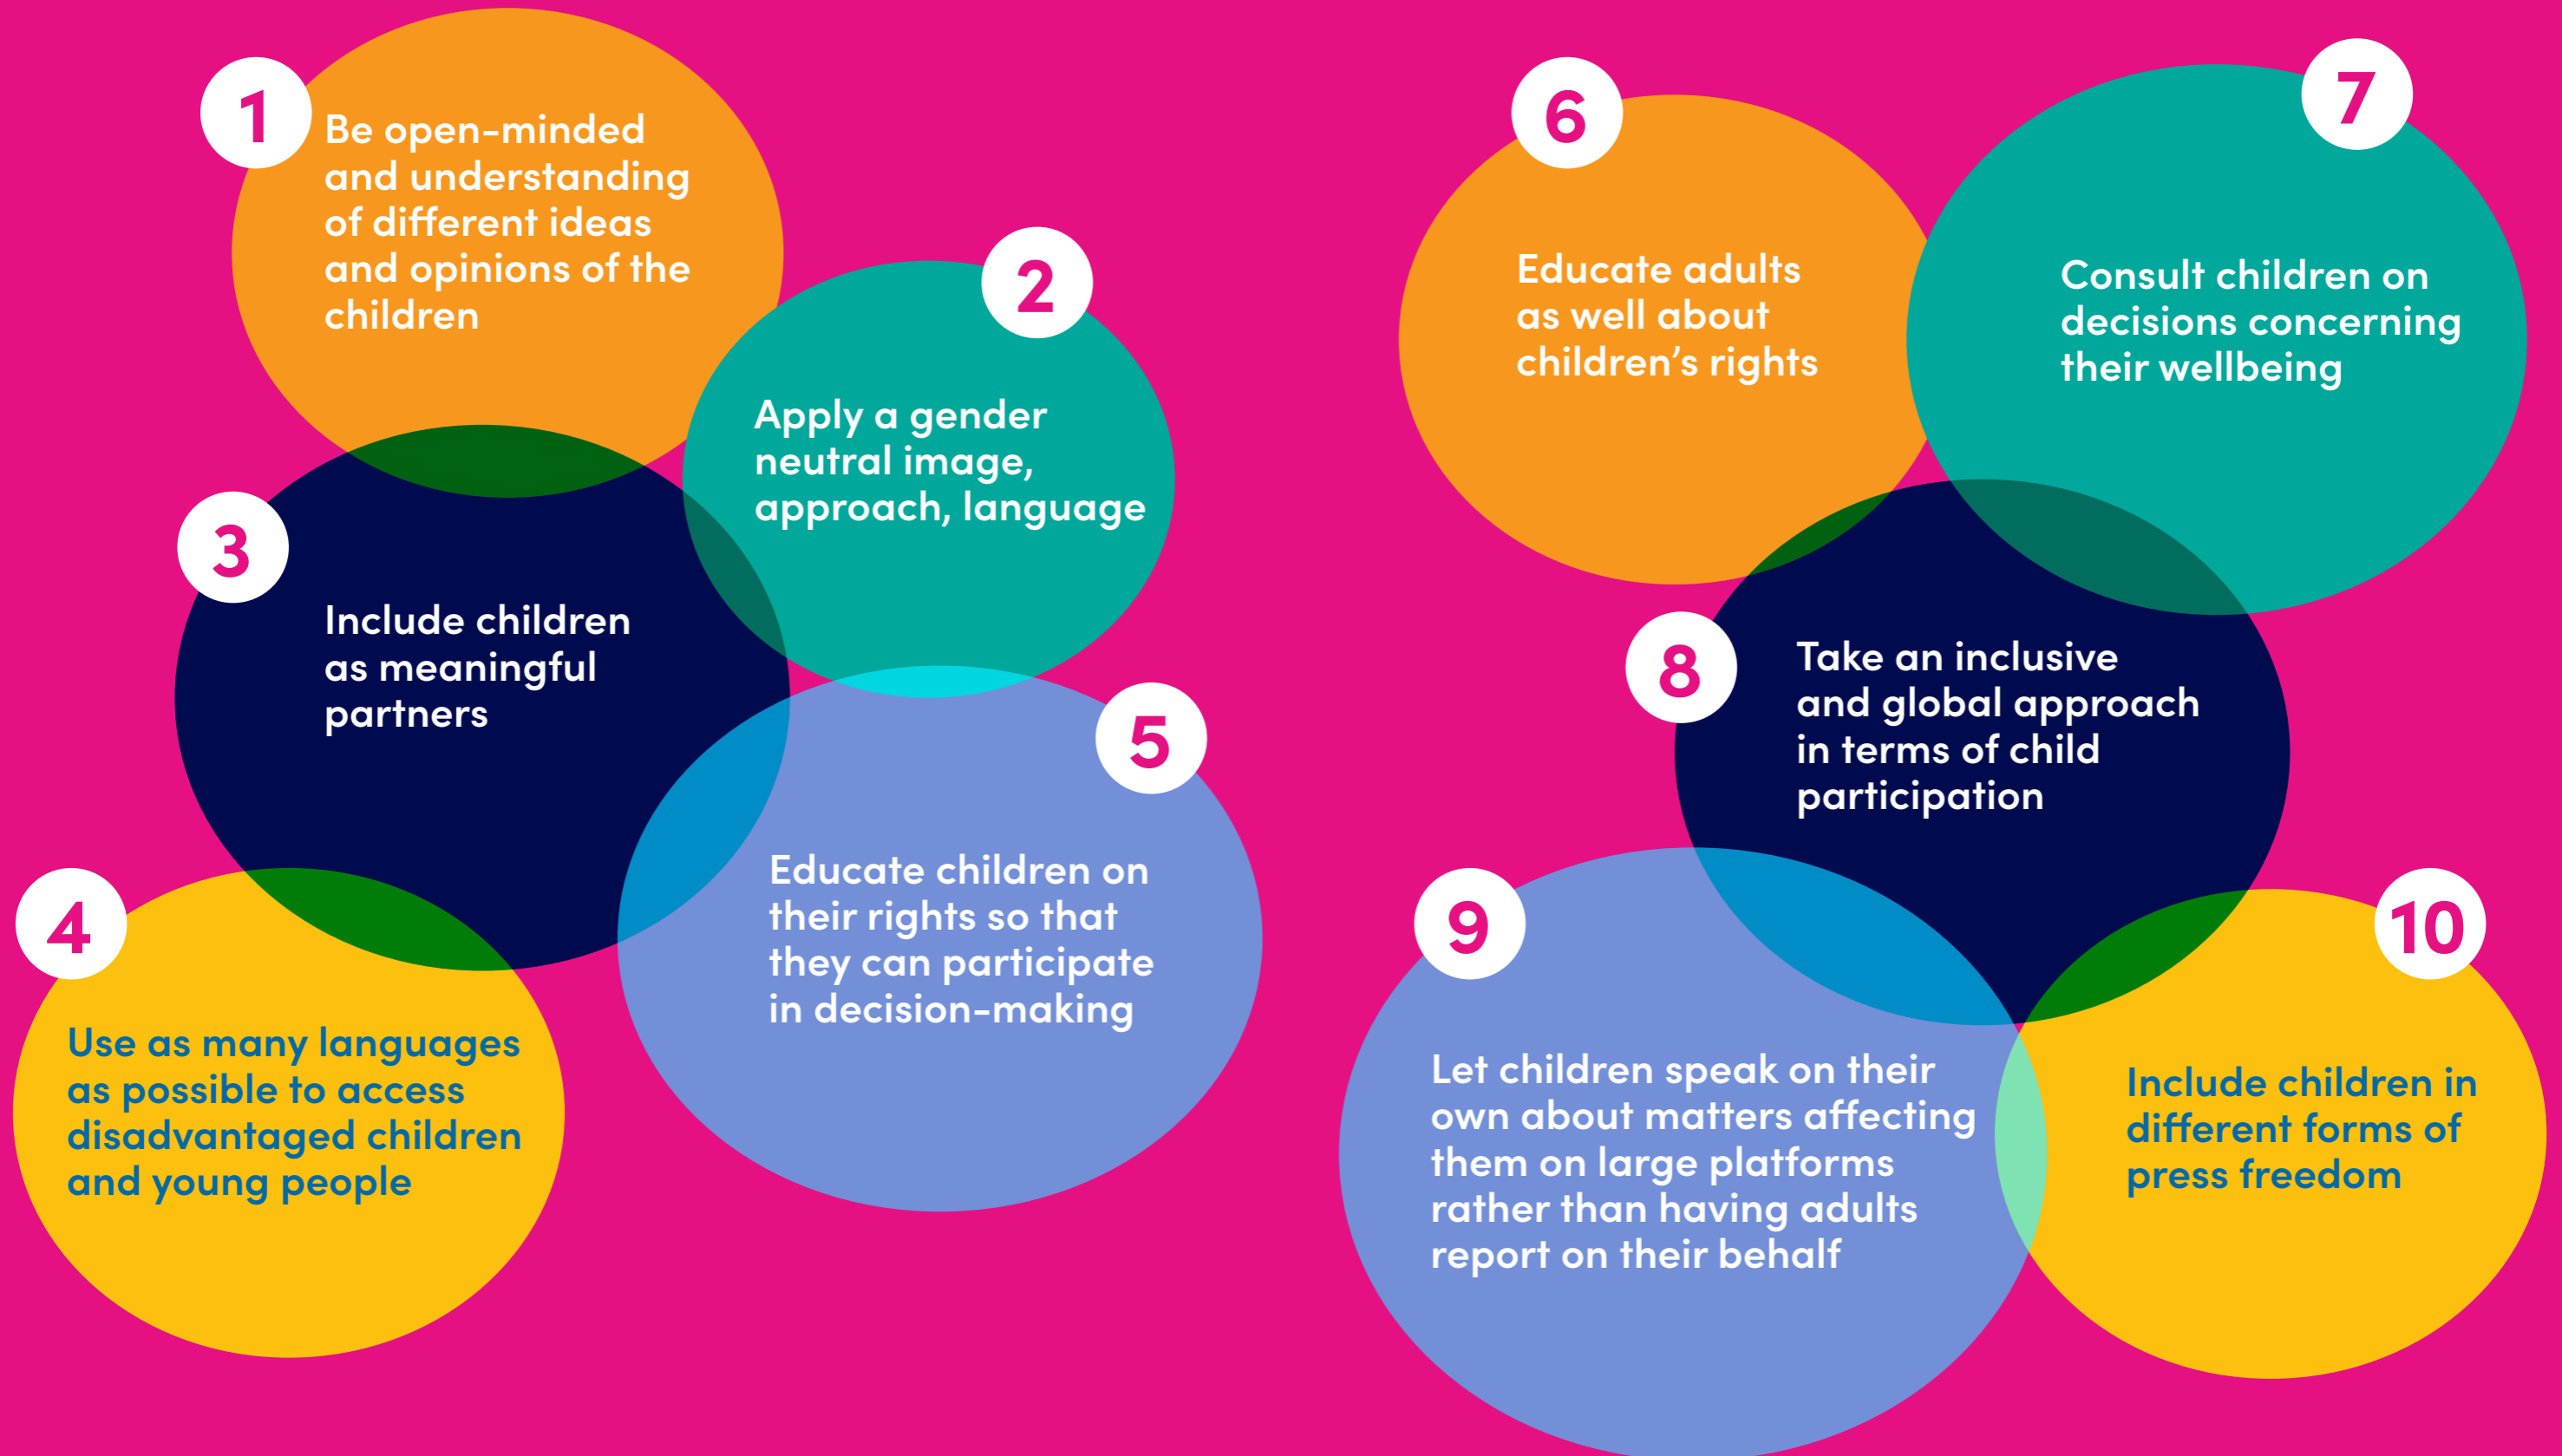 1
Be open-minded
and understanding
of different ideas
and opinions of the
children
2
Apply a gender
neutral image,
approach, language
3
Include children
as meaningful
partners
4
Use as many languages
as possible to access
disadvantaged children
and young people
5
Educate children on
their rights so that
they can participate
in decision-making
6
Educate adults
as well about
children's rights
7
Consult children on
decisions concerning
their wellbeing
8
Take an inclusive
and global approach
in terms of child
participation
9
Let children speak on their
own about matters affecting
them on large platforms
rather than having adults
report on their behalf
10
Include children in
different forms of
press freedom